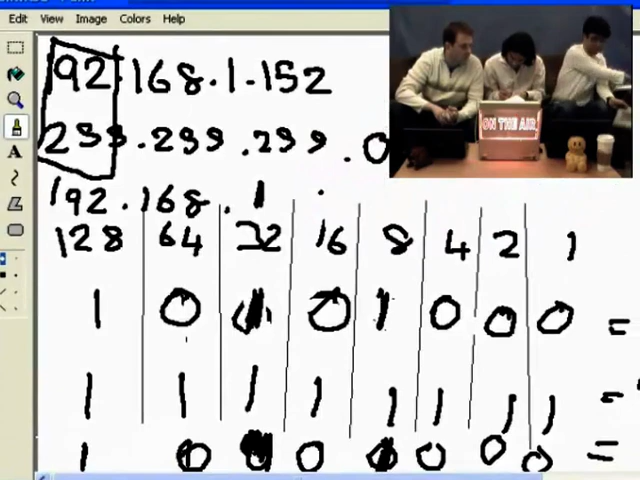 Edit View Image Colors Help
192.168.1.152
255.255.255.0
ON THE AIR
192.168.1.
128 64 32 16 8 4 2 1
1 0 1 0 1 0 0 0 =
1 1 1 1 1 1 1 1 =
1 0 0 0 0 0 0 =